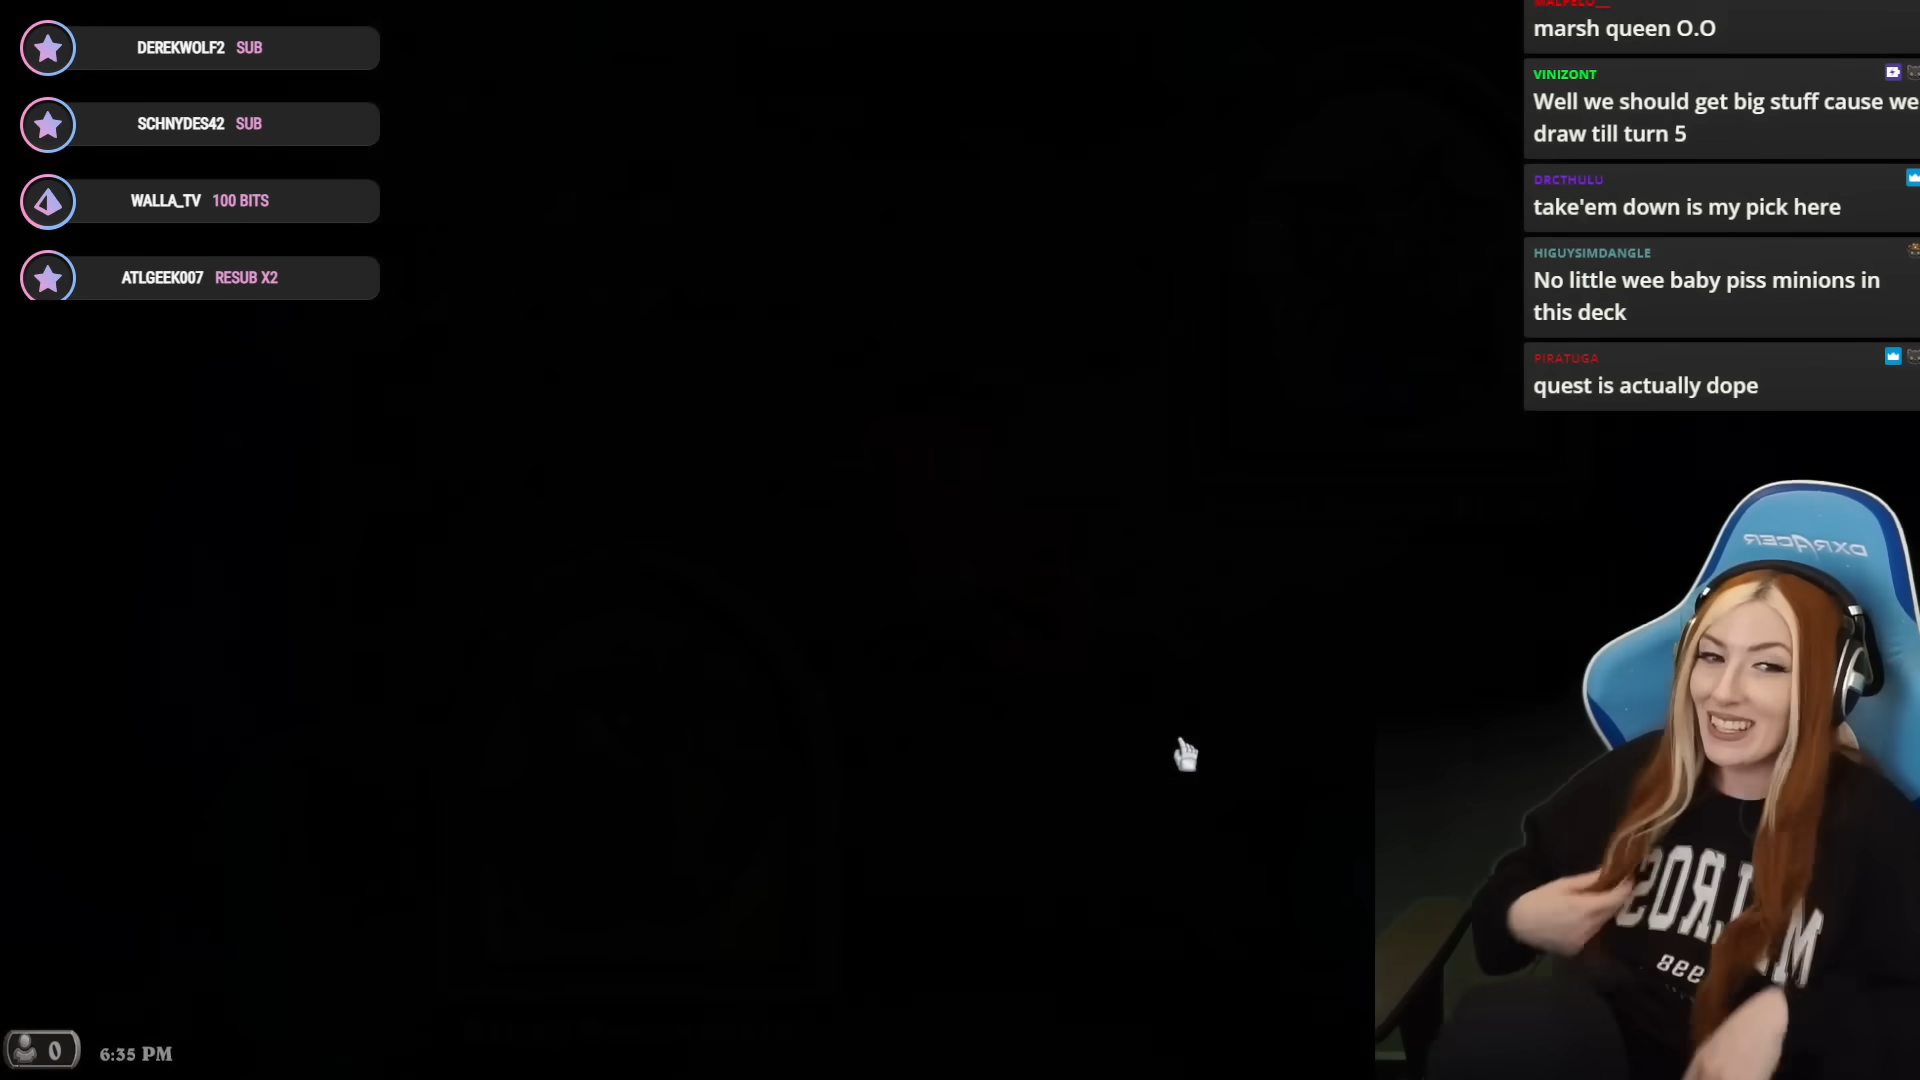 DEREKWOLF2 SUB
SCHNYDES42 SUB
WALLA_TV 100 BITS
ATLGEEK007 RESUB X2
MALPELO__
marsh queen O.O
VINIZONT
Well we should get big stuff cause we
draw till turn 5
DRCTHULU
take'em down is my pick here
HIGUYSIMDANGLE
No little wee baby piss minions in
this deck
PIRATUGA
quest is actually dope
DXRACER
0
6:35 PM